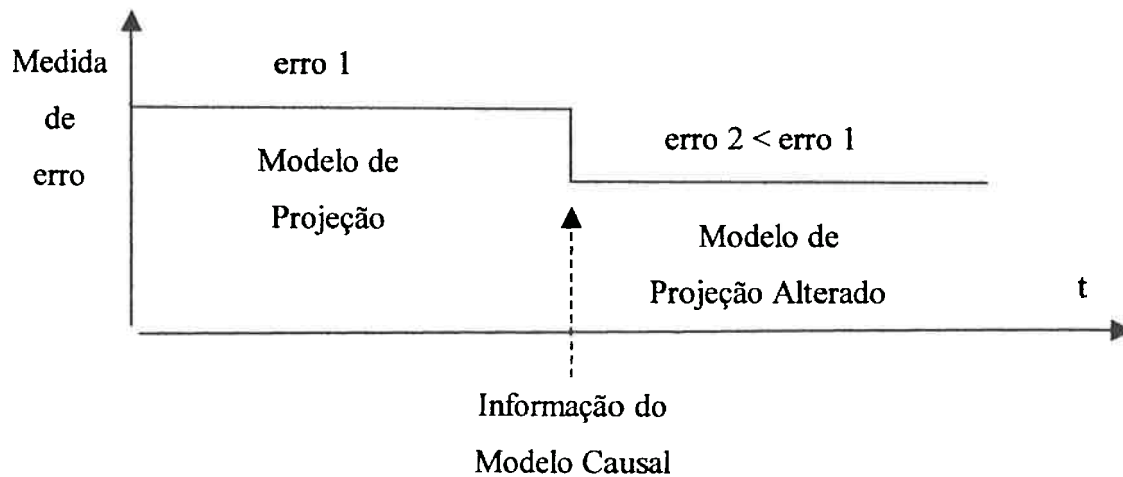 Medida
de
erro
erro 1
Modelo de
Projeção
erro 2 < erro 1
Modelo de
Projeção Alterado
t
Informação do
Modelo Causal